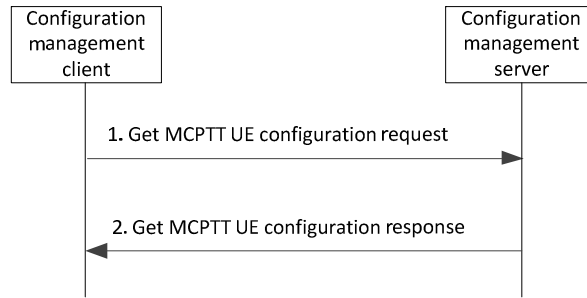 Configuration
management
client
Configuration
management
server
1. Get MCPTT UE configuration request
2. Get MCPTT UE configuration response